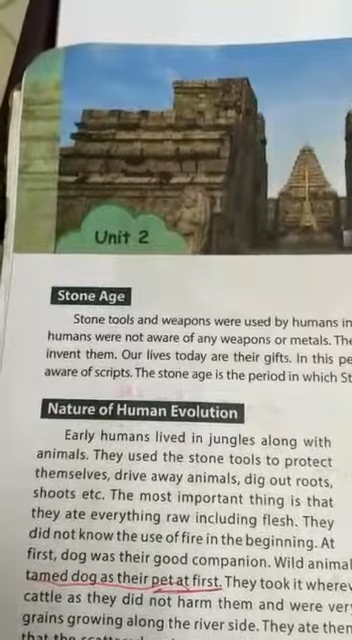 Unit 2
Stone Age
Stone tools and weapons were used by humans in
humans were not aware of any weapons or metals. The
invent them. Our lives today are their gifts. In this pe
aware of scripts. The stone age is the period in which St
Nature of Human Evolution
Early humans lived in jungles along with
animals. They used the stone tools to protect
themselves, drive away animals, dig out roots,
shoots etc. The most important thing is that
they ate everything raw including flesh. They
did not know the use of fire in the beginning. At
first, dog was their good companion. Wild animal
tamed dog as their pet at first. They took it wherev
cattle as they did not harm them and were very
grains growing along the river side. They ate then
that the